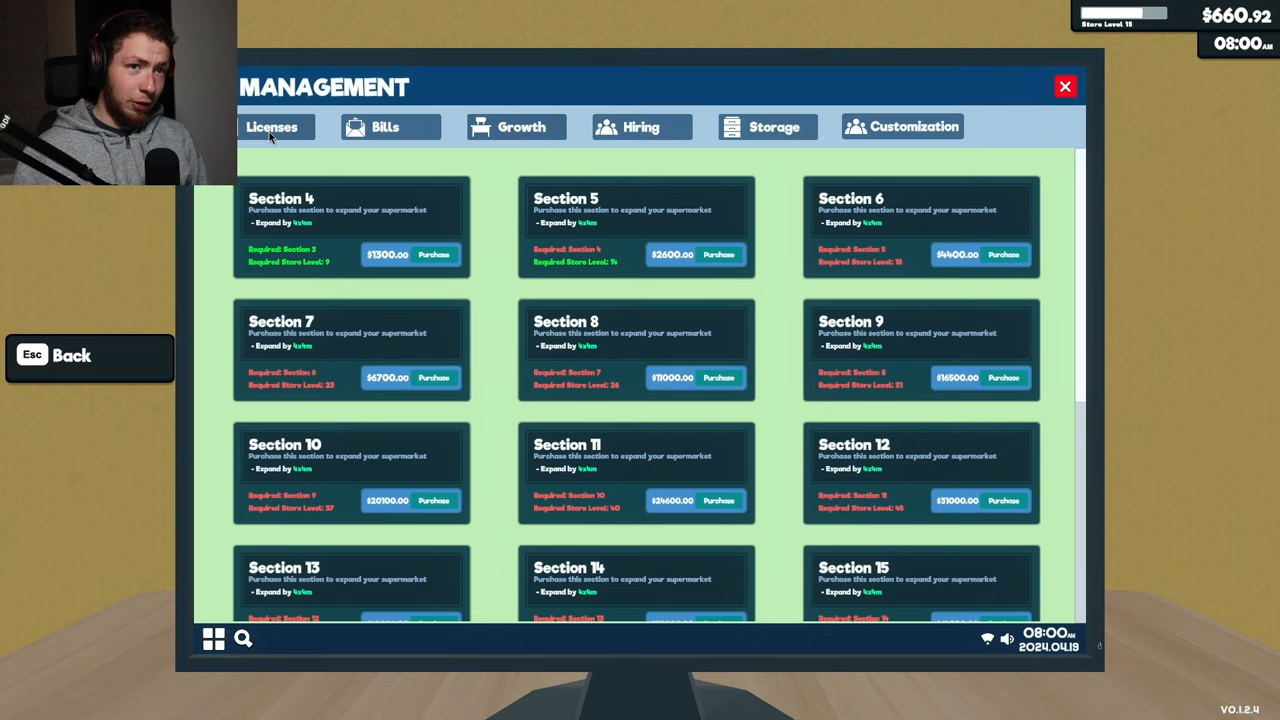 $660.92
Store Level 15
08:00AM
MANAGEMENT
Licenses
Bills
Growth
Hiring
Storage
Customization
Section 4
Purchase this section to expand your supermarket
- Expand by 4x4m
Required: Section 3
Required Store Level: 9
$1300.00 Purchase
Section 5
Purchase this section to expand your supermarket
- Expand by 4x4m
Required: Section 4
Required Store Level: 14
$2600.00 Purchase
Section 6
Purchase this section to expand your supermarket
- Expand by 4x4m
Required: Section 5
Required Store Level: 18
$4400.00 Purchase
Section 7
Purchase this section to expand your supermarket
- Expand by 4x4m
Required: Section 6
Required Store Level: 23
$6700.00 Purchase
Section 8
Purchase this section to expand your supermarket
- Expand by 4x4m
Required: Section 7
Required Store Level: 26
$11000.00 Purchase
Section 9
Purchase this section to expand your supermarket
- Expand by 4x4m
Required: Section 8
Required Store Level: 31
$16500.00 Purchase
Esc Back
Section 10
Purchase this section to expand your supermarket
- Expand by 4x4m
Required: Section 9
Required Store Level: 37
$20100.00 Purchase
Section 11
Purchase this section to expand your supermarket
- Expand by 4x4m
Required: Section 10
Required Store Level: 40
$24600.00 Purchase
Section 12
Purchase this section to expand your supermarket
- Expand by 4x4m
Required: Section 11
Required Store Level: 45
$31000.00 Purchase
Section 13
Purchase this section to expand your supermarket
- Expand by 4x4m
Required: Section 12
Section 14
Purchase this section to expand your supermarket
- Expand by 4x4m
Required: Section 13
Section 15
Purchase this section to expand your supermarket
- Expand by 4x4m
Required: Section 14
08:00AM
2024.04.19
V0.1.2.4